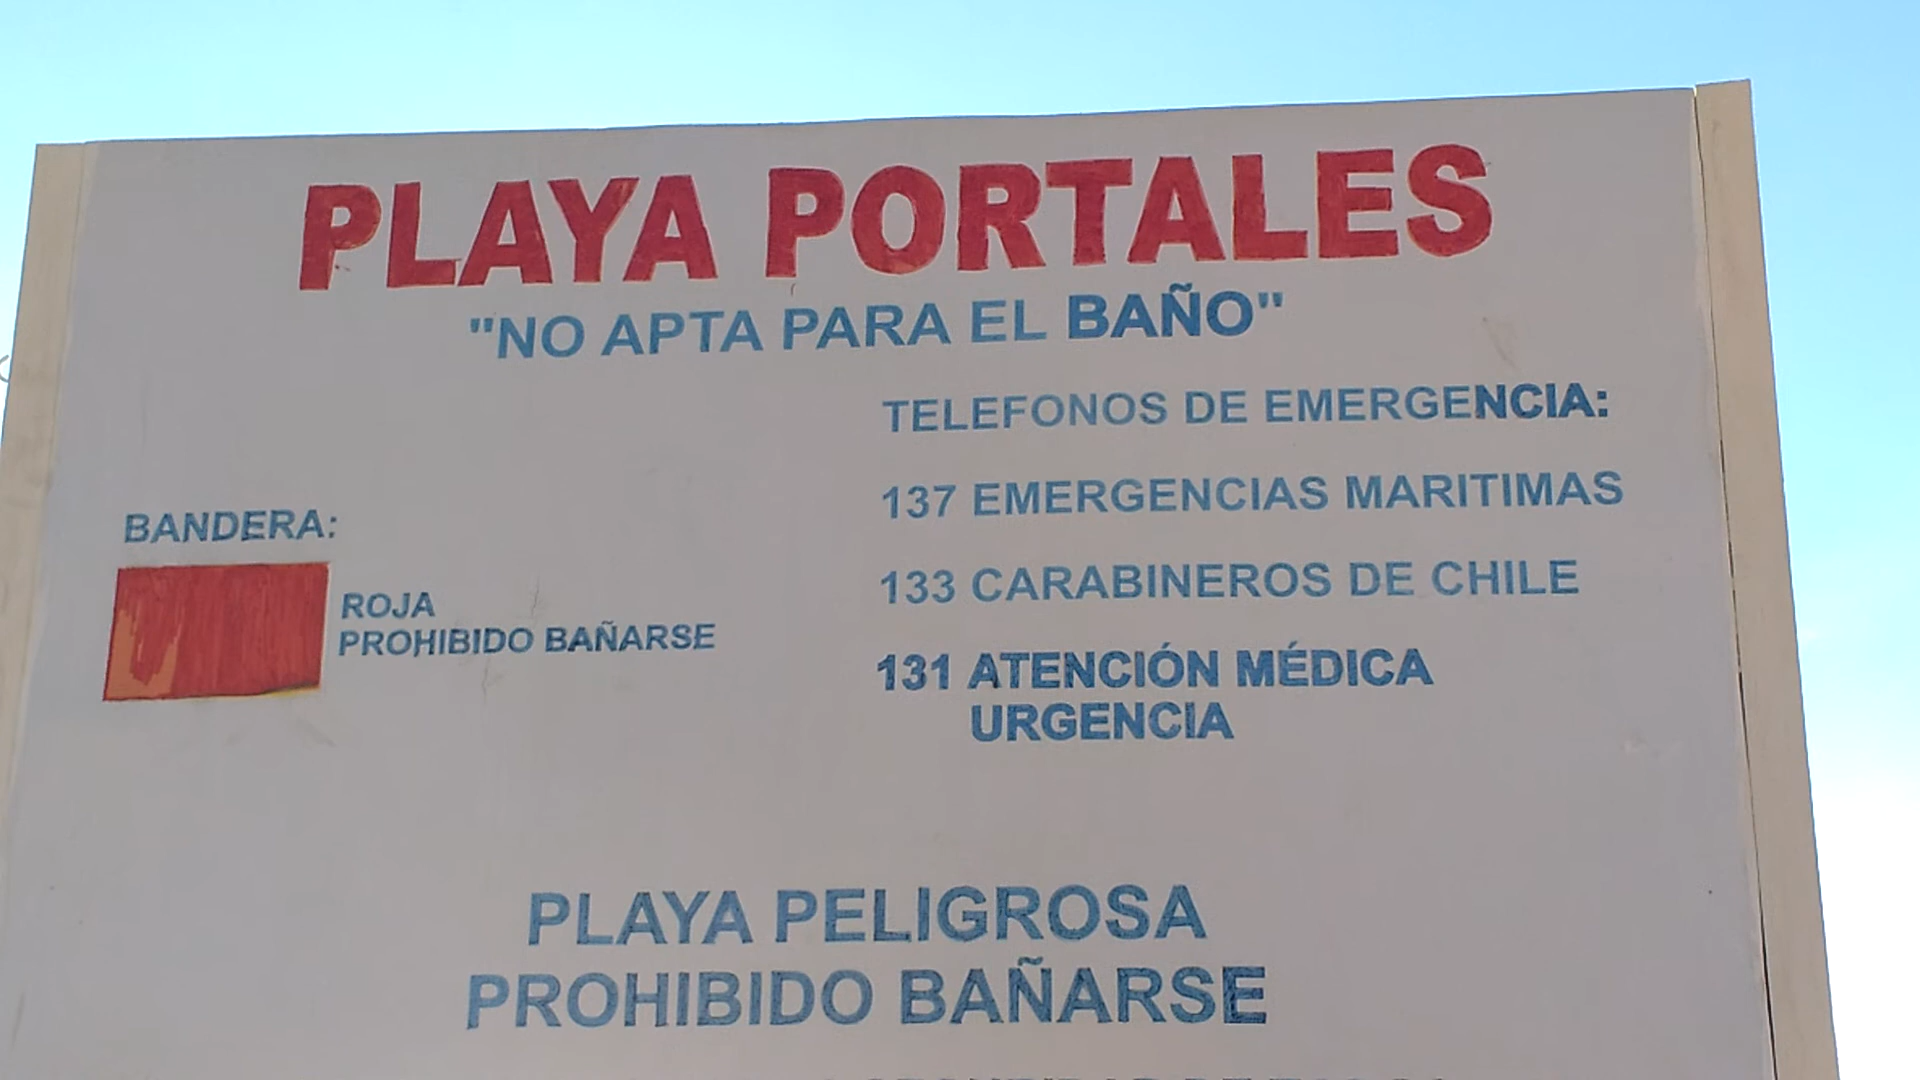 PLAYA PORTALES
"NO APTA PARA EL BAÑO"
TELEFONOS DE EMERGENCIA:
137 EMERGENCIAS MARITIMAS
133 CARABINEROS DE CHILE
131 ATENCIÓN MÉDICA
URGENCIA
BANDERA:
ROJA
PROHIBIDO BAÑARSE
PLAYA PELIGROSA
PROHIBIDO BAÑARSE